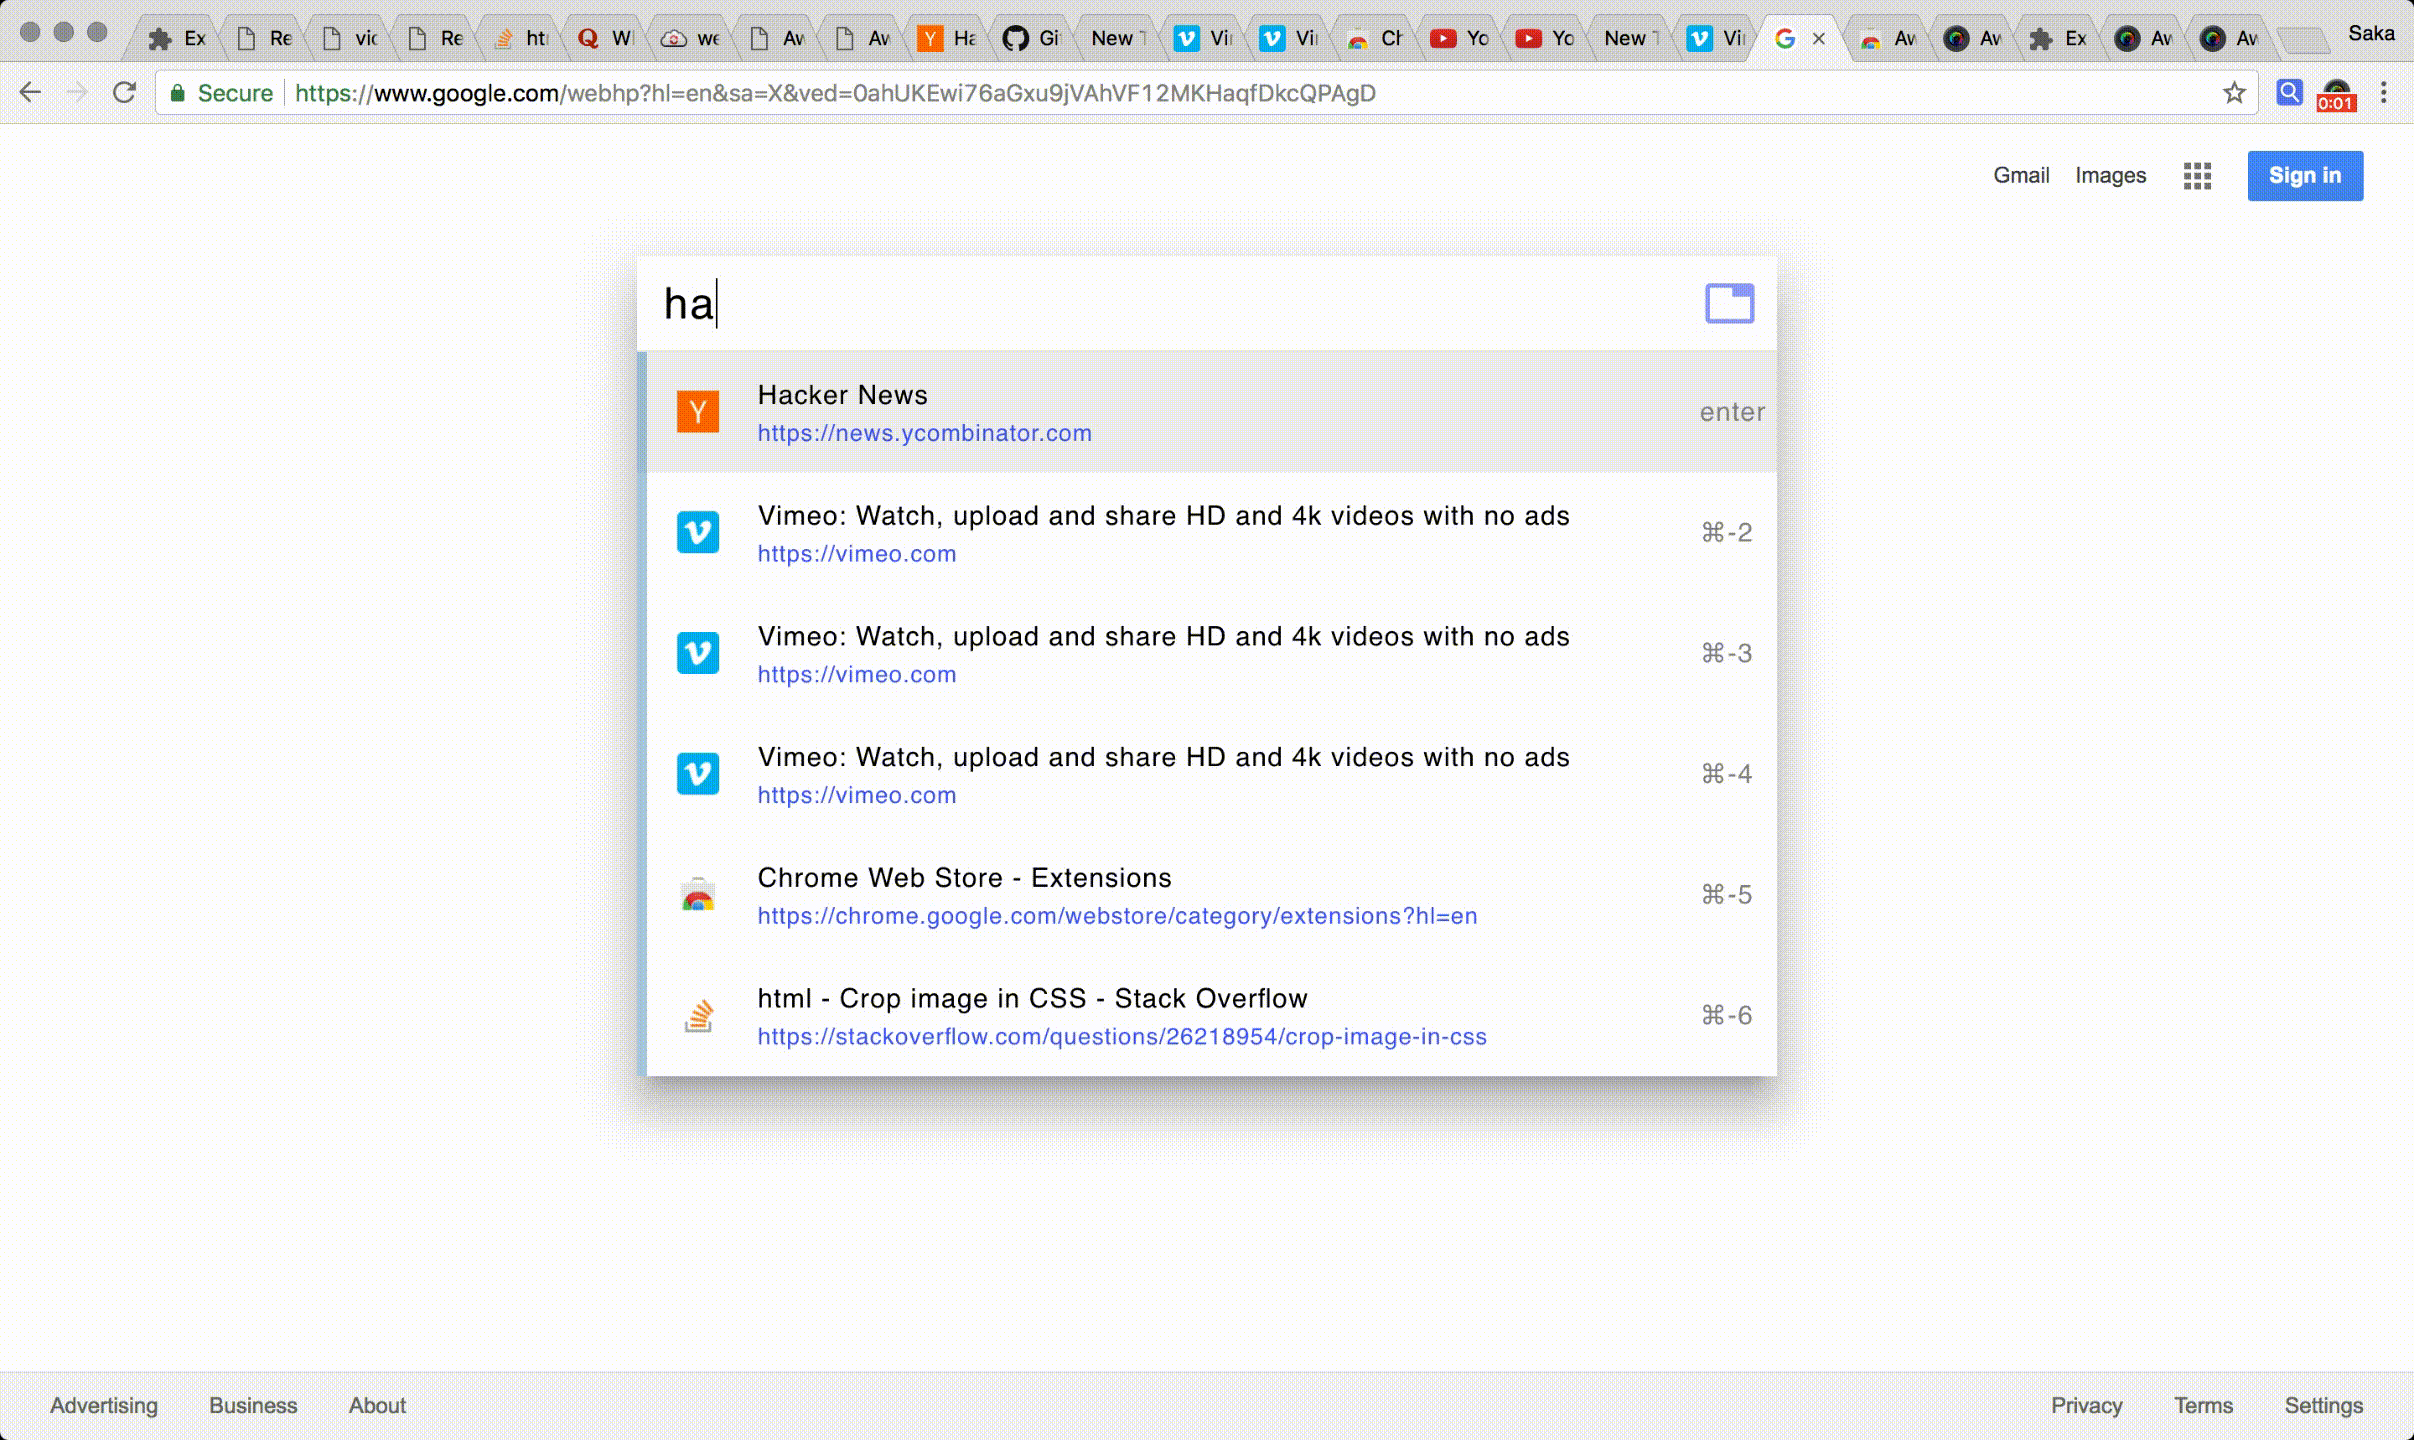 Ex Re vic Re htı Wl we Av Av Ha Gi New T Vi Vi Ch Yo Yo New T Vi Av Av Ex Av Av Saka
Secure https://www.google.com/webhp?hl=en&sa=X&ved=0ahUKEwi76aGxu9jVAhVF12MKHaqfDkcQPAgD 0:01
Gmail Images Sign in
ha
Hacker News
https://news.ycombinator.com
enter
Vimeo: Watch, upload and share HD and 4k videos with no ads
https://vimeo.com
⌘-2
Vimeo: Watch, upload and share HD and 4k videos with no ads
https://vimeo.com
⌘-3
Vimeo: Watch, upload and share HD and 4k videos with no ads
https://vimeo.com
⌘-4
Chrome Web Store - Extensions
https://chrome.google.com/webstore/category/extensions?hl=en
⌘-5
html - Crop image in CSS - Stack Overflow
https://stackoverflow.com/questions/26218954/crop-image-in-css
⌘-6
Advertising Business About Privacy Terms Settings